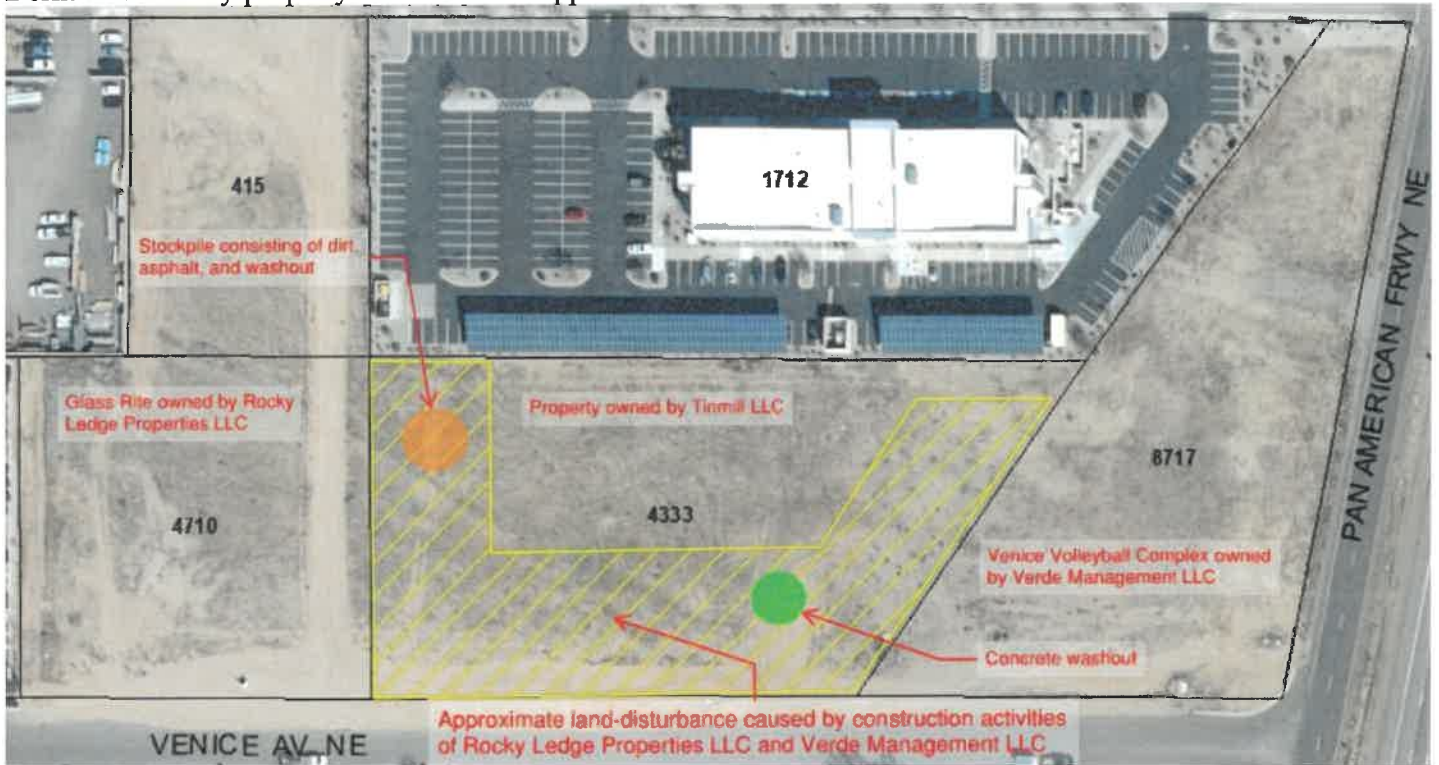 415
1712
Stockpile consisting of dirt,
asphalt, and washout
Glass Rite owned by Rocky
Ledge Properties LLC
Property owned by Tinmill LLC
8717
4710
4333
PAN AMERICAN FRWY NE
Venice Volleyball Complex owned
by Verde Management LLC
Concrete washout
Approximate land-disturbance caused by construction activities
of Rocky Ledge Properties LLC and Verde Management LLC
VENICE AV NE